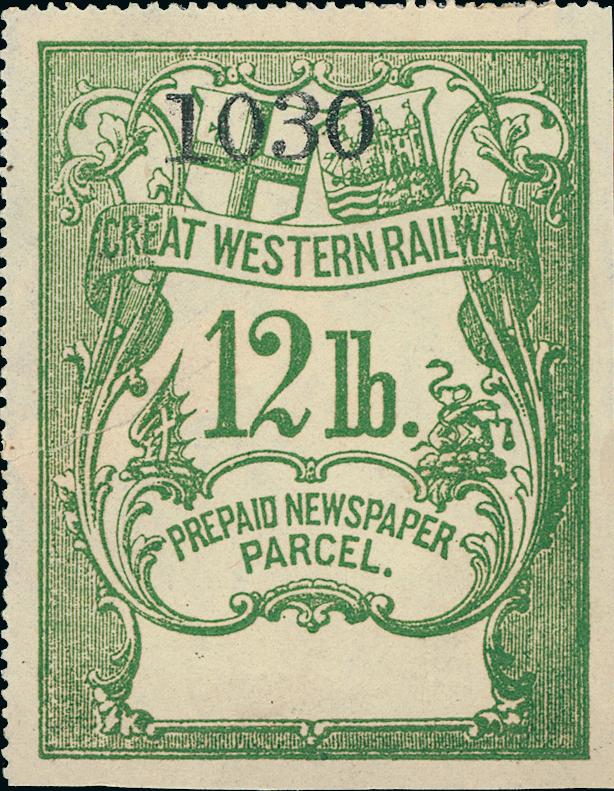 1030
GREAT WESTERN RAILWAY
12 lb.
PREPAID NEWSPAPER
PARCEL.